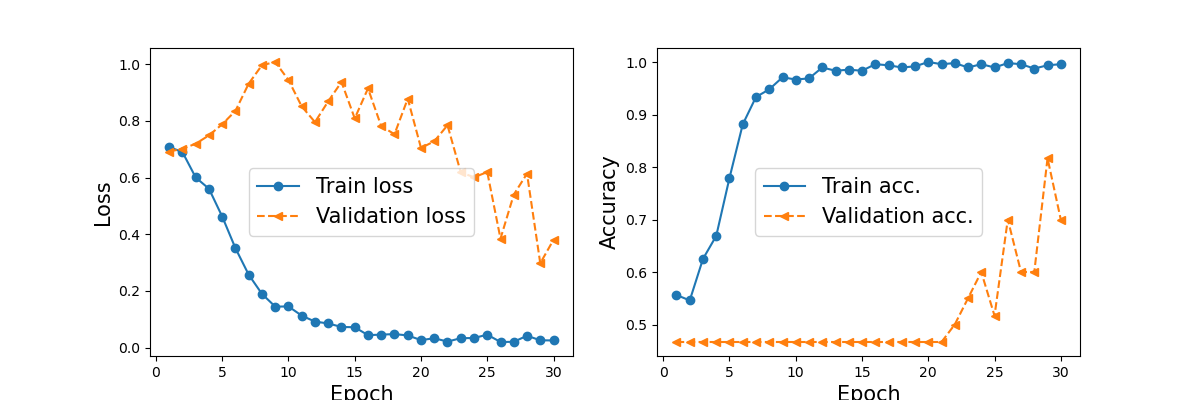 Loss
1.0
0.8
0.6
0.4
0.2
0.0
Train loss
Validation loss
0 5 10 15 20 25 30
Epoch
Accuracy
1.0
0.9
0.8
0.7
0.6
0.5
Train acc.
Validation acc.
0 5 10 15 20 25 30
Epoch